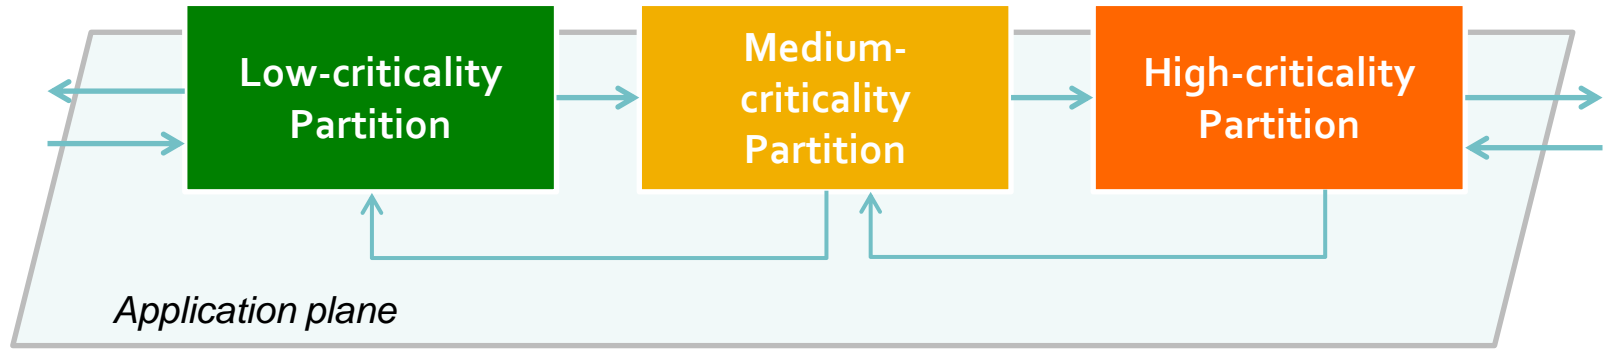 Low-criticality
Partition
Medium-
criticality
Partition
High-criticality
Partition
Application plane